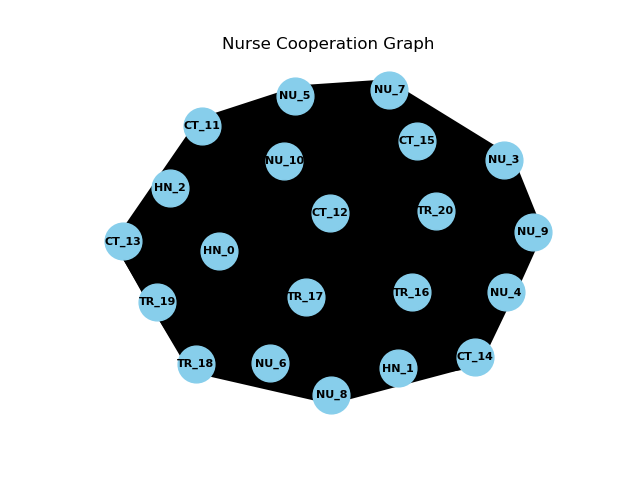 Nurse Cooperation Graph
NU_7
NU_5
CT_11
CT_15
NU_10
NU_3
HN_2
TR_20
CT_12
NU_9
CT_13
HN_0
TR_16
NU_4
TR_17
TR_19
CT_14
NU_6
TR_18
HN_1
NU_8